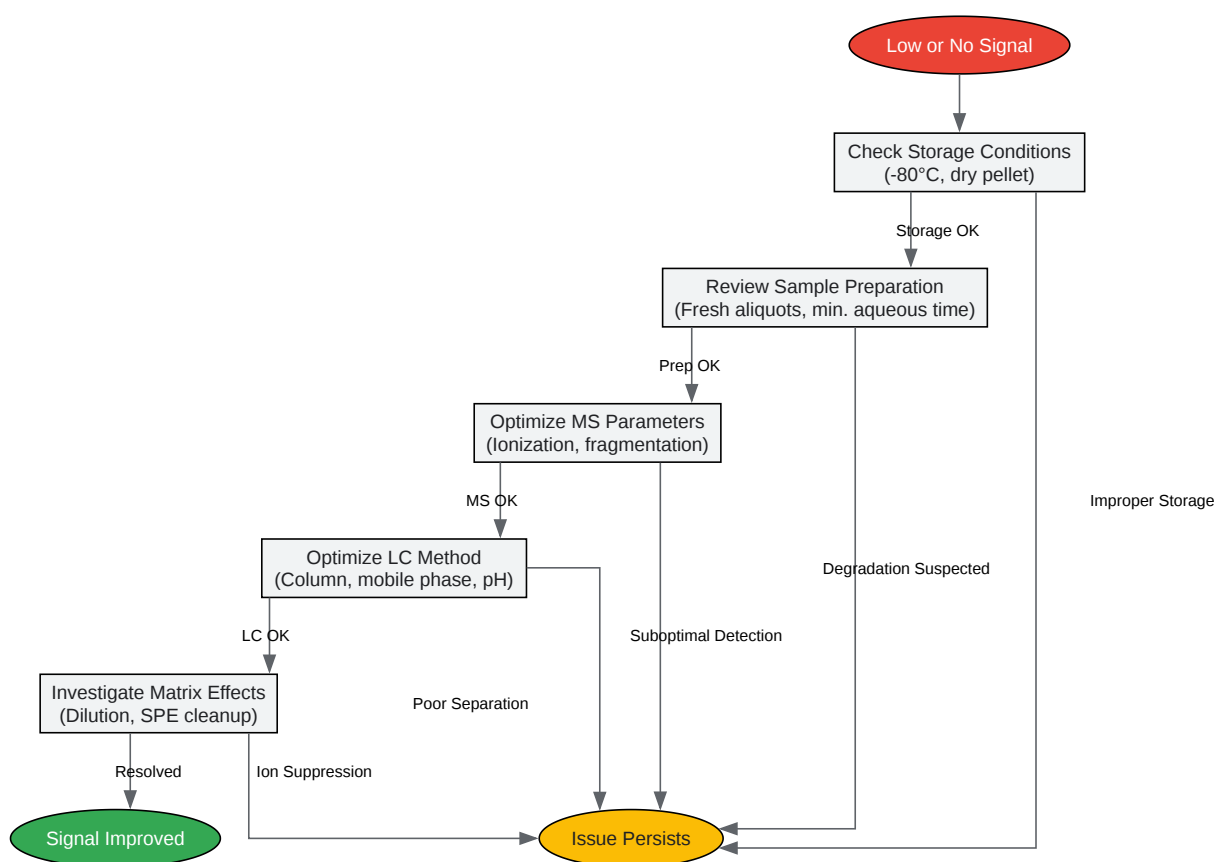 Low or No Signal
Check Storage Conditions
(-80°C, dry pellet)
Storage OK
Review Sample Preparation
(Fresh aliquots, min. aqueous time)
Prep OK
Optimize MS Parameters
(Ionization, fragmentation)
MS OK
Improper Storage
Optimize LC Method
(Column, mobile phase, pH)
Degradation Suspected
LC OK
Suboptimal Detection
Investigate Matrix Effects
(Dilution, SPE cleanup)
Poor Separation
Resolved
Ion Suppression
Signal Improved
Issue Persists